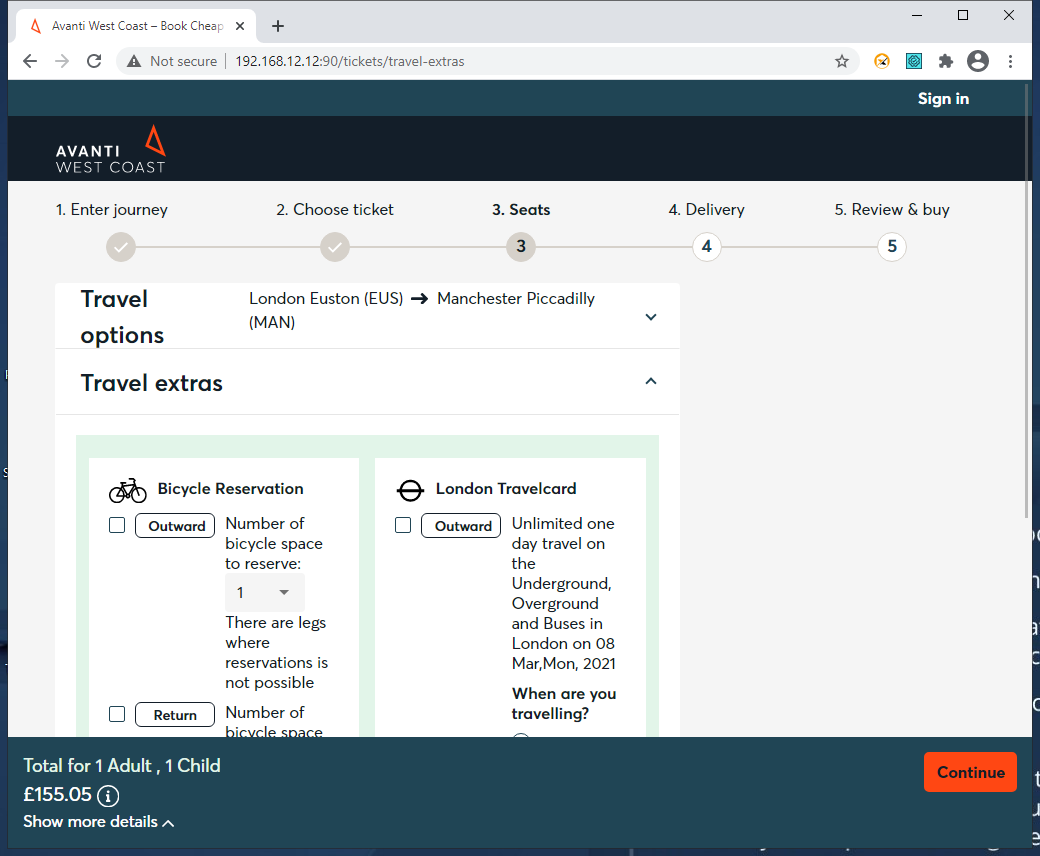 Avanti West Coast – Book Cheap
Not secure | 192.168.12.12:90/tickets/travel-extras
Sign in
AVANTI
WEST COAST
1. Enter journey 2. Choose ticket 3. Seats 4. Delivery 5. Review & buy
3 4 5
Travel options
London Euston (EUS) → Manchester Piccadilly
(MAN)
Travel extras
Bicycle Reservation
Outward
Number of
bicycle space
to reserve:
1
There are legs
where
reservations is
not possible
Return
Number of
bicycle space
London Travelcard
Outward
Unlimited one
day travel on
the
Underground,
Overground
and Buses in
London on 08
Mar,Mon, 2021
When are you
travelling?
Total for 1 Adult , 1 Child
£155.05
Show more details
Continue